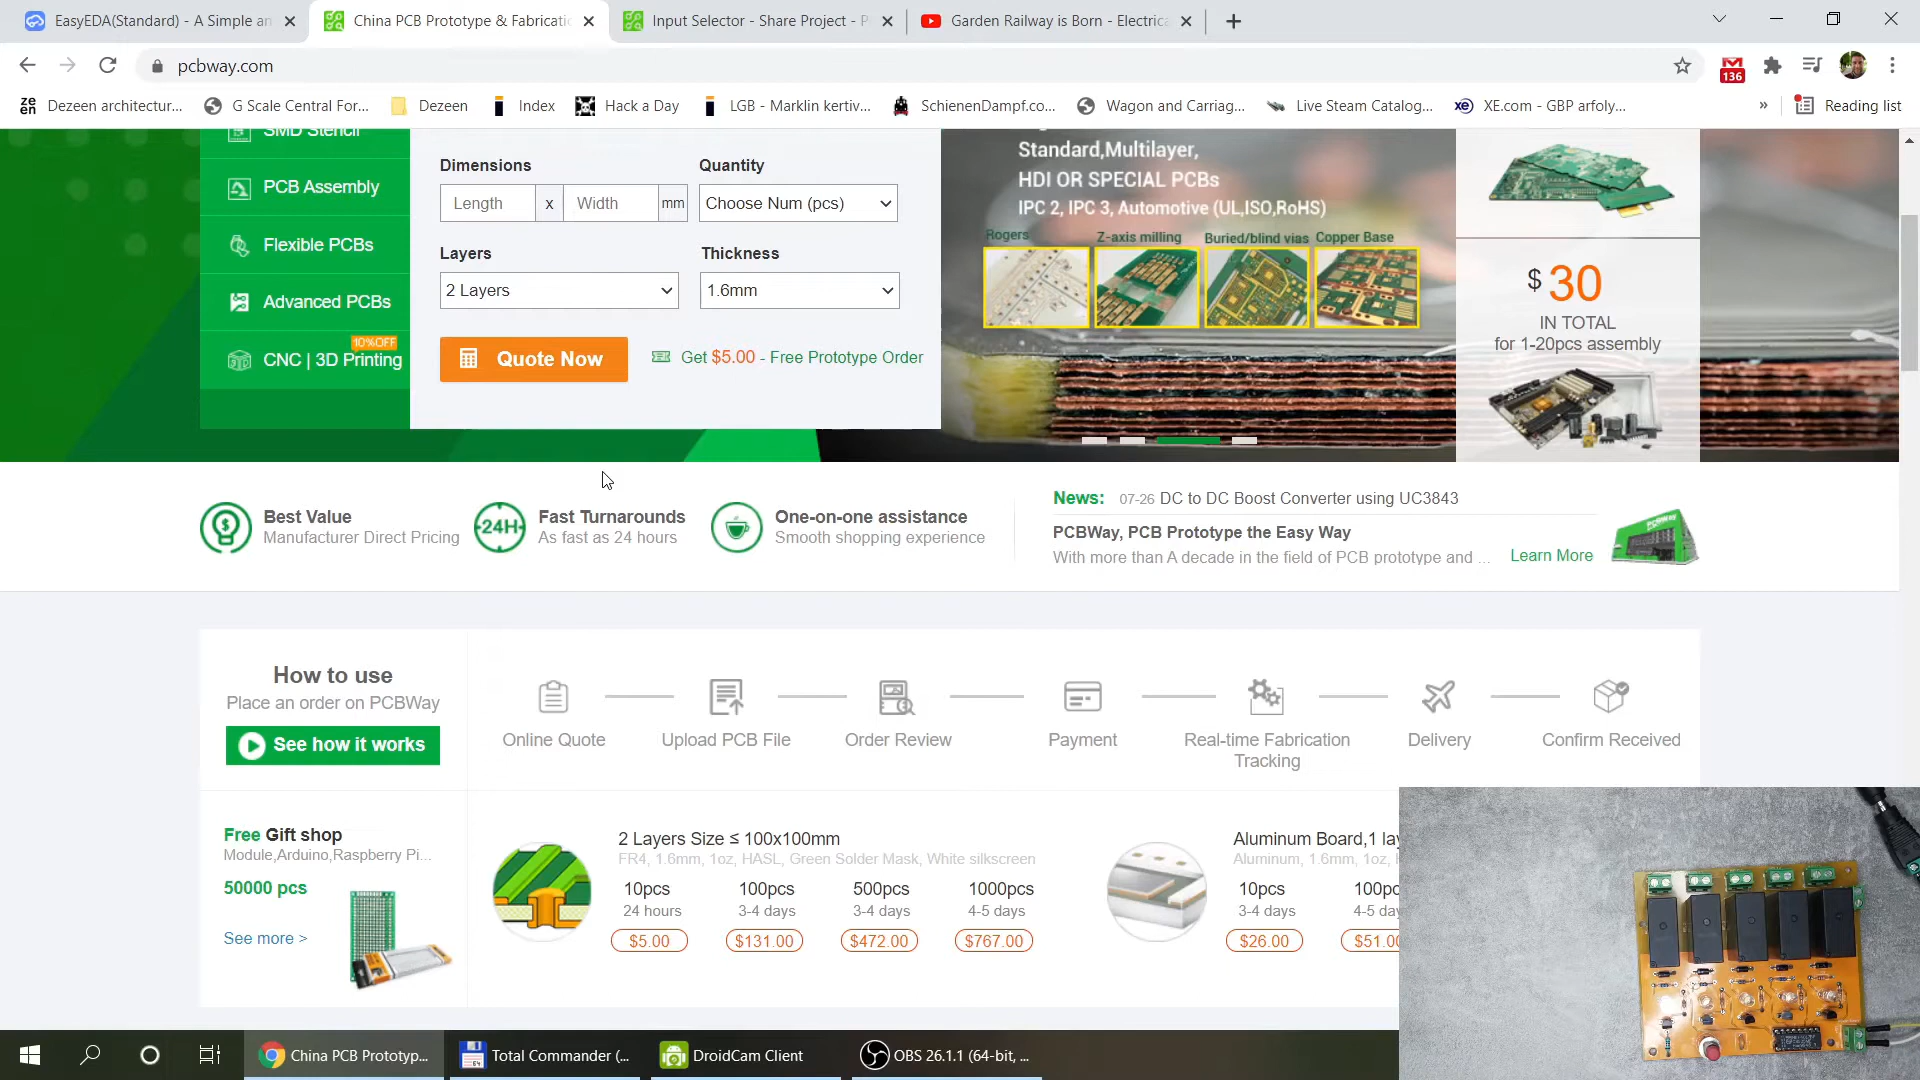 EasyEDA(Standard) - A Simple an
China PCB Prototype & Fabricatio
Input Selector - Share Project - P
Garden Railway is Born - Electrica
pcbway.com
136
zeen
Dezeen architectur...
G Scale Central For...
Dezeen
Index
Hack a Day
LGB - Marklin kertiv...
SchienenDampf.co...
Wagon and Carriag...
Live Steam Catalog...
XE.com - GBP arfoly...
»
Reading list
SMD Stencil
PCB Assembly
Flexible PCBs
Advanced PCBs
10%OFF
CNC | 3D Printing
Dimensions
Quantity
Length x Width mm
Choose Num (pcs)
Layers
Thickness
2 Layers
1.6mm
Quote Now
Get $5.00 - Free Prototype Order
Standard,Multilayer,
HDI OR SPECIAL PCBs
IPC 2, IPC 3, Automotive (UL,ISO,RoHS)
Rogers
Z-axis milling
Buried/blind vias
Copper Base
$ 30
IN TOTAL
for 1-20pcs assembly
Best Value
Manufacturer Direct Pricing
24H
Fast Turnarounds
As fast as 24 hours
One-on-one assistance
Smooth shopping experience
News: 07-26 DC to DC Boost Converter using UC3843
PCBWay, PCB Prototype the Easy Way
With more than A decade in the field of PCB prototype and ...
Learn More
How to use
Place an order on PCBWay
See how it works
Online Quote
Upload PCB File
Order Review
Payment
Real-time Fabrication
Tracking
Delivery
Confirm Received
Free Gift shop
Module,Arduino,Raspberry Pi...
50000 pcs
See more >
2 Layers Size ≤ 100x100mm
FR4, 1.6mm, 1oz, HASL, Green Solder Mask, White silkscreen
10pcs 100pcs 500pcs 1000pcs
24 hours 3-4 days 3-4 days 4-5 days
$5.00 $131.00 $472.00 $767.00
Aluminum Board,1 lay
Aluminum, 1.6mm, 1oz,
10pcs 100pc
3-4 days 4-5 day
$26.00 $51.00
China PCB Prototyp...
Total Commander (...
DroidCam Client
OBS 26.1.1 (64-bit, ...